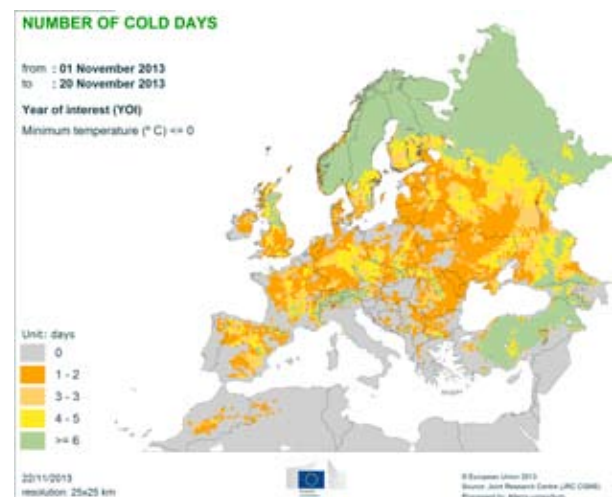 NUMBER OF COLD DAYS
from : 01 November 2013
to : 20 November 2013
Year of interest (YOI)
Minimum temperature (º C) <= 0
Unit: days
0
1 - 2
3 - 3
4 - 5
>= 6
22/11/2013
resolution: 25x25 km
© European Union 2013
Source: Joint Research Centre (JRC